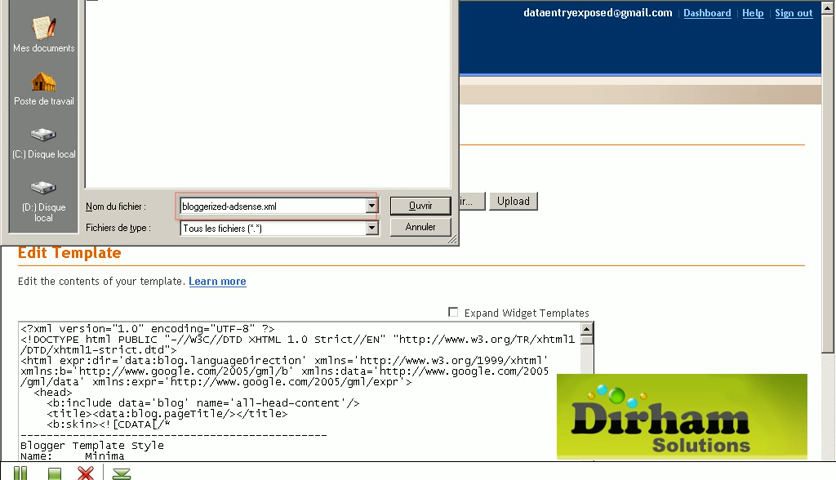 dataentryexposed@gmail.com | Dashboard | Help | Sign out
Mes documents
Poste de travail
(C:) Disque local
(D:) Disque
local
Nom du fichier :
bloggerized-adsense.xml
Ouvrir
ir...
Upload
Fichiers de type :
Tous les fichiers (*.*)
Annuler
Edit Template
Edit the contents of your template. Learn more
Expand Widget Templates
<?xml version="1.0" encoding="UTF-8" ?>
<!DOCTYPE html PUBLIC "-//W3C//DTD XHTML 1.0 Strict//EN" "http://www.w3.org/TR/xhtml1
/DTD/xhtml1-strict.dtd">
<html expr:dir='data:blog.languageDirection' xmlns='http://www.w3.org/1999/xhtml'
xmlns:b='http://www.google.com/2005/gml/b' xmlns:data='http://www.google.com/2005
/gml/data' xmlns:expr='http://www.google.com/2005/gml/expr'>
<head>
<b:include data='blog' name='all-head-content'/>
<title><data:blog.pageTitle/></title>
<b:skin><![CDATA[/*
-----------------------------------------------
Blogger Template Style
Name: Minima
Dirham
Solutions